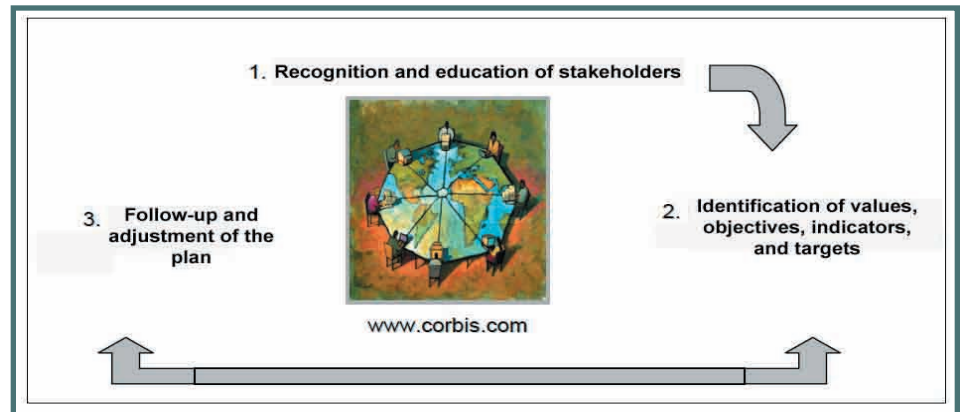 1. Recognition and education of stakeholders
2. Identification of values,
objectives, indicators,
and targets
3. Follow-up and
adjustment of the
plan
www.corbis.com